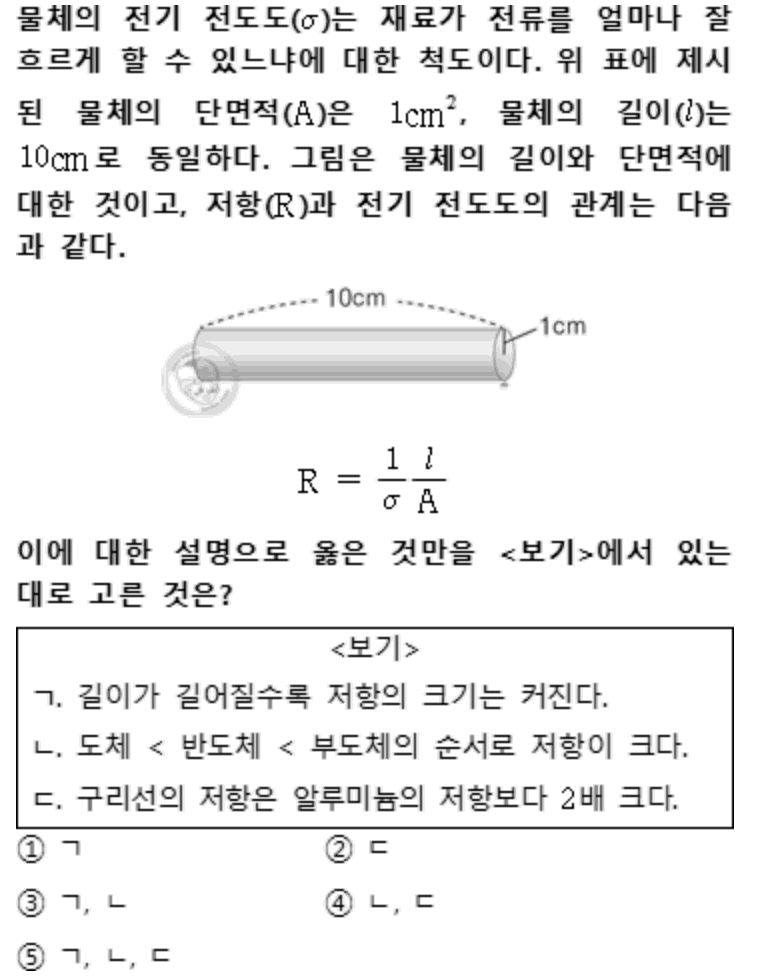 물체의 전기 전도도(σ)는 재료가 전류를 얼마나 잘
흐르게 할 수 있느냐에 대한 척도이다. 위 표에 제시
된 물체의 단면적(A)은 1cm², 물체의 길이(l)는
10cm로 동일하다. 그림은 물체의 길이와 단면적에
대한 것이고, 저항(R)과 전기 전도도의 관계는 다음
과 같다.
10cm
1cm
R = 1/σ l/A
이에 대한 설명으로 옳은 것만을 <보기>에서 있는
대로 고른 것은?
<보기>
ㄱ. 길이가 길어질수록 저항의 크기는 커진다.
ㄴ. 도체 < 반도체 < 부도체의 순서로 저항이 크다.
ㄷ. 구리선의 저항은 알루미늄의 저항보다 2배 크다.
① ㄱ ② ㄷ
③ ㄱ, ㄴ ④ ㄴ, ㄷ
⑤ ㄱ, ㄴ, ㄷ